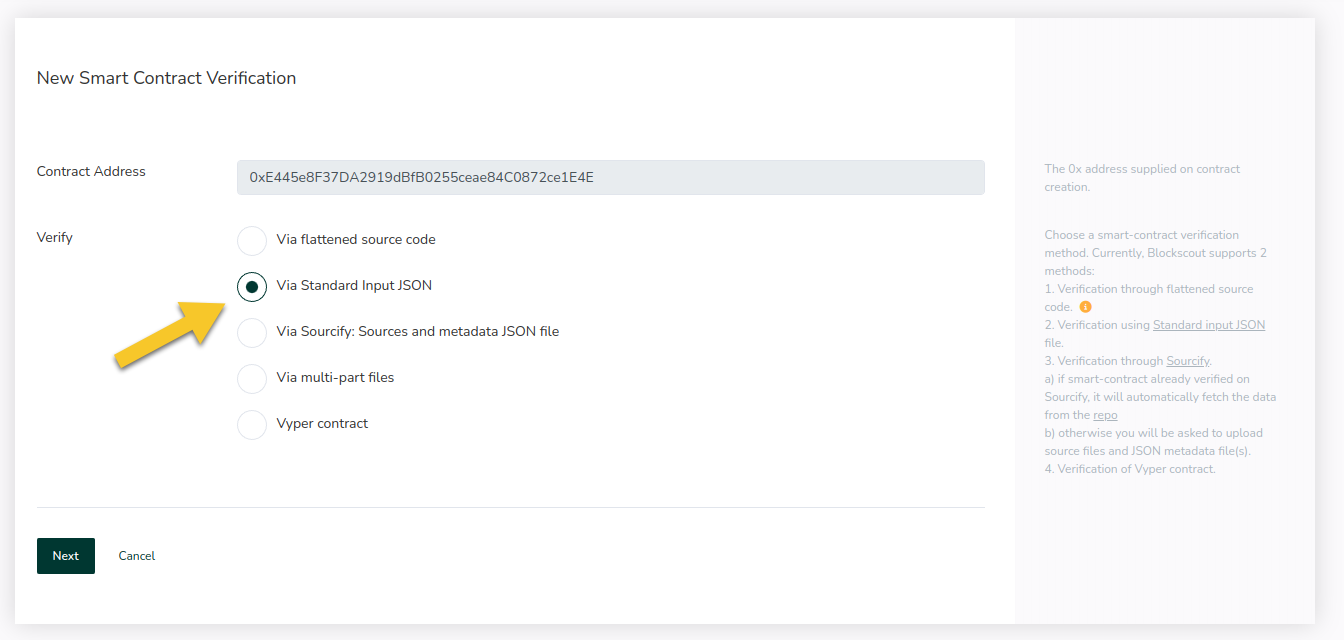 New Smart Contract Verification
Contract Address
0xE445e8F37DA2919dBfB0255ceae84C0872ce1E4E
The 0x address supplied on contract
creation.
Verify
Via flattened source code
Via Standard Input JSON
Via Sourcify: Sources and metadata JSON file
Via multi-part files
Vyper contract
Choose a smart-contract verification
method. Currently, Blockscout supports 2
methods:
1. Verification through flattened source
code.
2. Verification using Standard input JSON
file.
3. Verification through Sourcify.
a) if smart-contract already verified on
Sourcify, it will automatically fetch the data
from the repo
b) otherwise you will be asked to upload
source files and JSON metadata file(s).
4. Verification of Vyper contract.
Next
Cancel